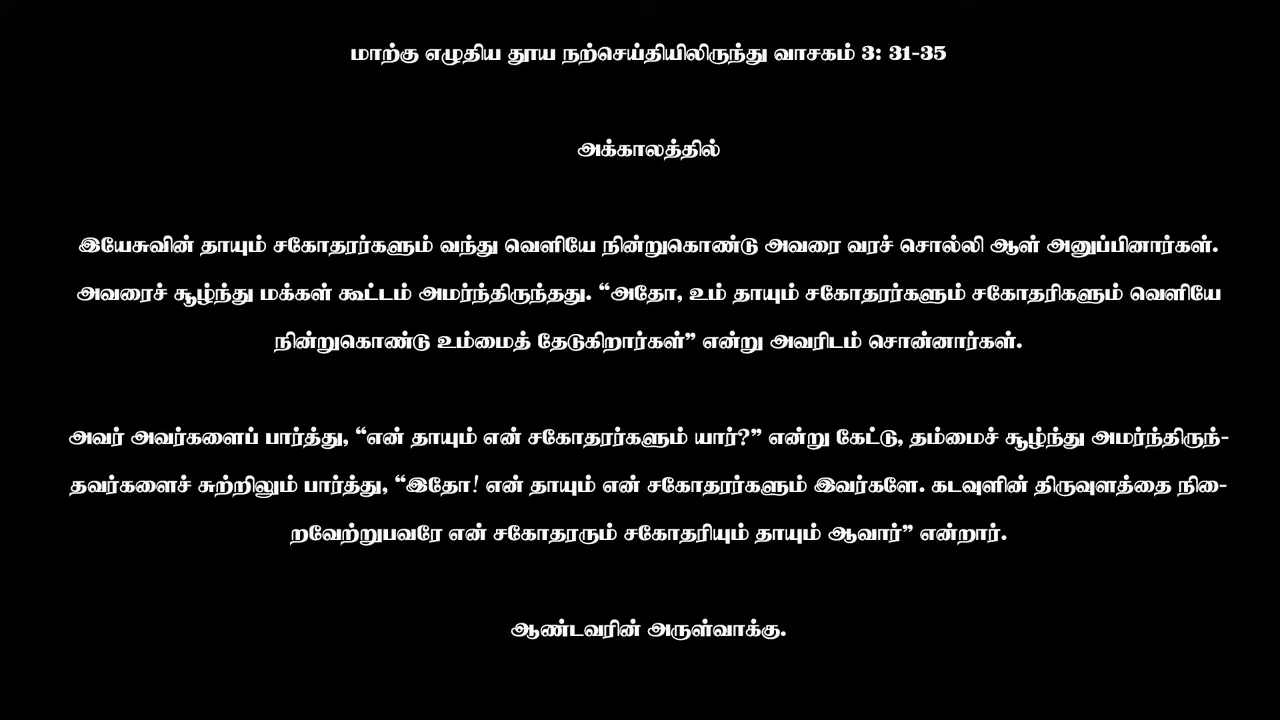 மாற்கு எழுதிய தூய நற்செய்தியிலிருந்து வாசகம் 3: 31-35
அக்காலத்தில்
இயேசுவின் தாயும் சகோதரர்களும் வந்து வெளியே நின்றுகொண்டு அவரை வரச் சொல்லி ஆள் அனுப்பினார்கள்.
அவரைச் சூழ்ந்து மக்கள் கூட்டம் அமர்ந்திருந்தது. “அதோ, உம் தாயும் சகோதரர்களும் சகோதரிகளும் வெளியே
நின்றுகொண்டு உம்மைத் தேடுகிறார்கள்” என்று அவரிடம் சொன்னார்கள்.
அவர் அவர்களைப் பார்த்து, “என் தாயும் என் சகோதரர்களும் யார்?” என்று கேட்டு, தம்மைச் சூழ்ந்து அமர்ந்திருந்-
தவர்களைச் சுற்றிலும் பார்த்து, “இதோ! என் தாயும் என் சகோதரர்களும் இவர்களே. கடவுளின் திருவுளத்தை நிறை-
றவேற்றுபவரே என் சகோதரரும் சகோதரியும் தாயும் ஆவார்” என்றார்.
ஆண்டவரின் அருள்வாக்கு.